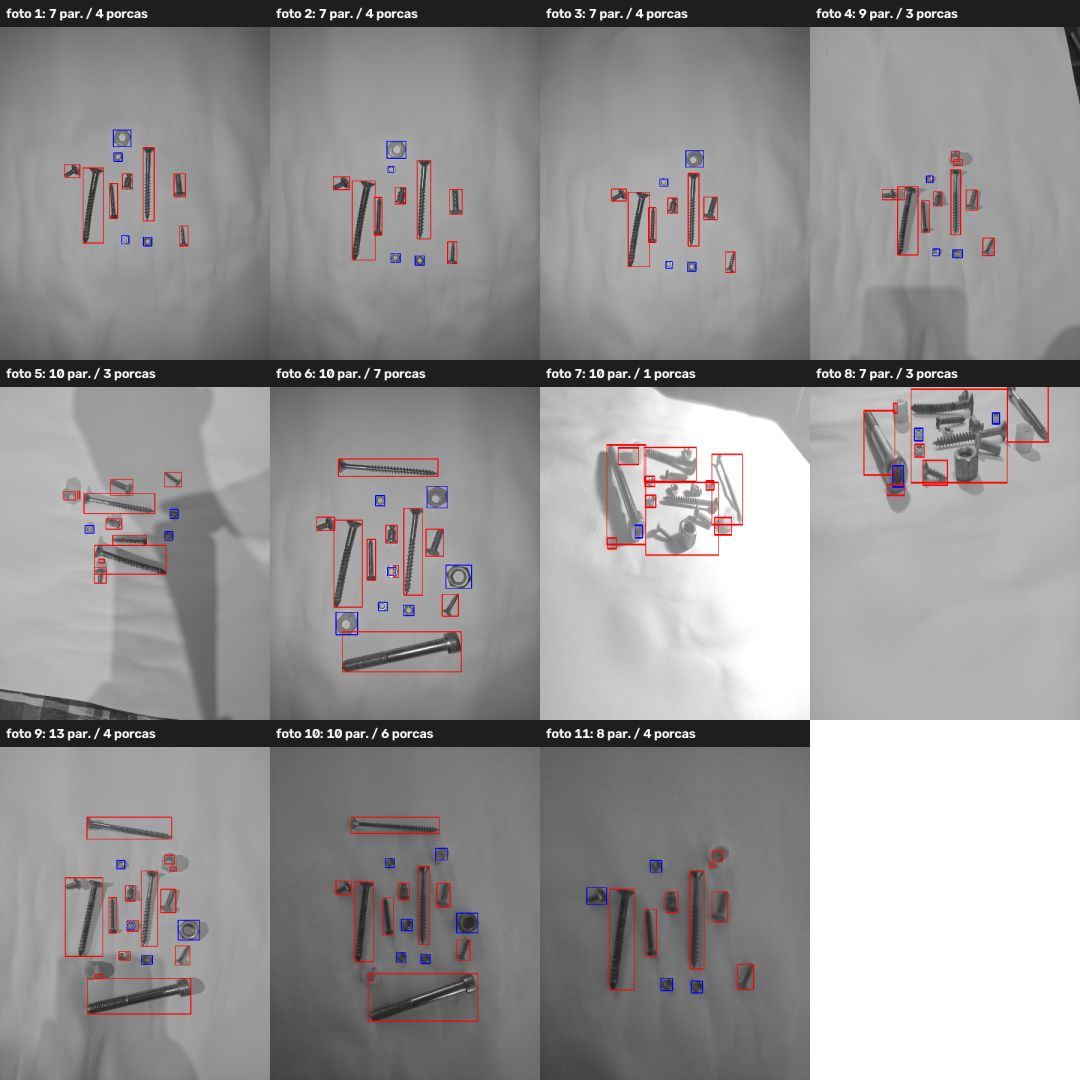 foto 1: 7 par. / 4 porcas
foto 2: 7 par. / 4 porcas
foto 3: 7 par. / 4 porcas
foto 4: 9 par. / 3 porcas
foto 5: 10 par. / 3 porcas
foto 6: 10 par. / 7 porcas
foto 7: 10 par. / 1 porcas
foto 8: 7 par. / 3 porcas
foto 9: 13 par. / 4 porcas
foto 10: 10 par. / 6 porcas
foto 11: 8 par. / 4 porcas